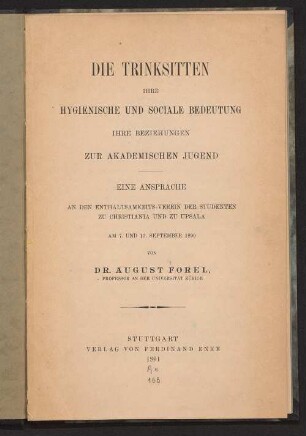 DIE TRINKSITTEN
IHRE
HYGIENISCHE UND SOCIALE BEDEUTUNG
IHRE BEZIEHUNGEN
ZUR AKADEMISCHEN JUGEND
EINE ANSPRACHE
AN DEN ENTHALTSAMKEITS-VEREIN DER STUDENTEN
ZU CHRISTIANIA UND ZU UPSALA
AM 7. UND SEPTEMBER 1890
VON
DR. AUGUST FOREL,
PROFESSOR AN DER UNIVERSITÄT ZÜRICH.
STUTTGART
VERLAG VON FERDINAND ENKE
1891